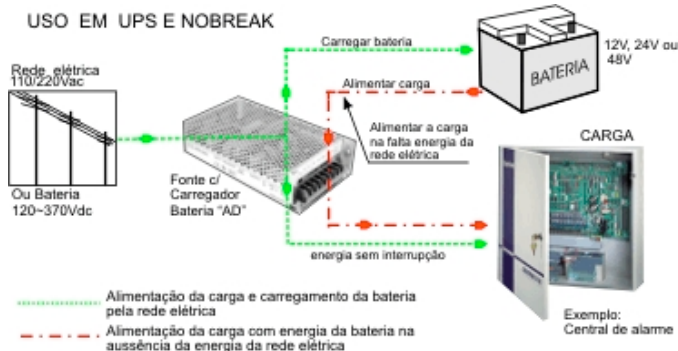 USO EM UPS E NOBREAK
Carregar bateria
12V, 24V ou
48V
BATERIA
Rede elétrica
110/220Vac
Alimentar carga
Alimentar a carga
na falta energia da
rede elétrica
CARGA
Fonte c/
Carregador
Bateria "AD"
Ou Bateria
120~370Vdc
energia sem interrupção
Exemplo:
Central de alarme
Alimentação da carga e carregamento da bateria
pela rede elétrica
Alimentação da carga com energia da bateria na
aussência da energia da rede elétrica